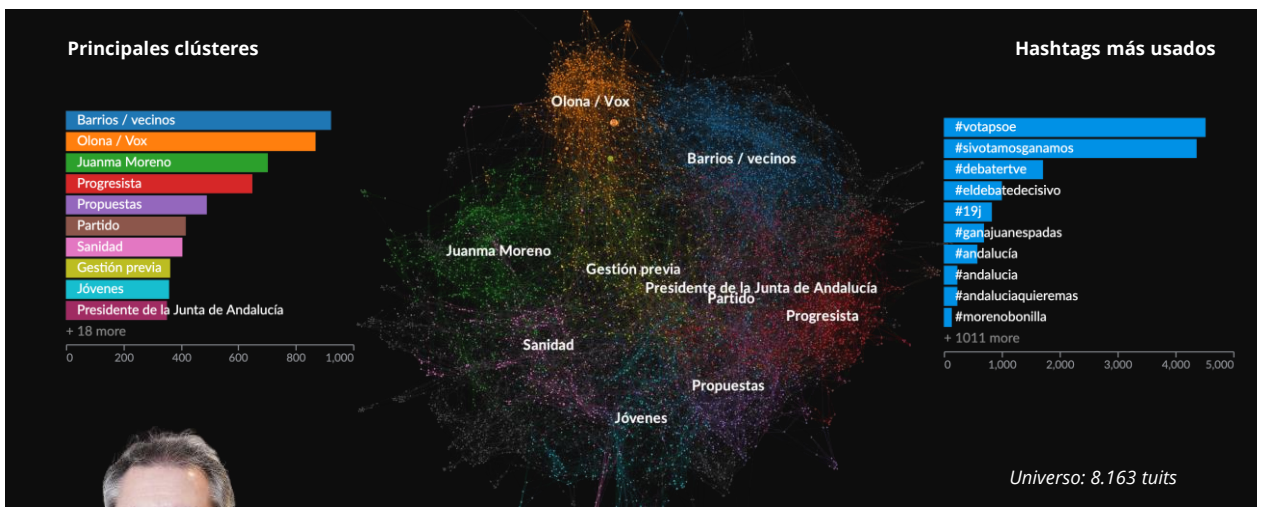 Principales clústeres
Barrios / vecinos
Olona / Vox
Juanma Moreno
Progresista
Propuestas
Partido
Sanidad
Gestión previa
Jóvenes
Presidente de la Junta de Andalucía
+ 18 more
0 200 400 600 800 1,000
Olona / Vox
Barrios / vecinos
Juanma Moreno
Gestión previa
Presidente de la Junta de Andalucía
Partido
Progresista
Sanidad
Propuestas
Jóvenes
Hashtags más usados
#votapsoe
#sivotamosganamos
#debatertve
#eldebatedecisivo
#19j
#ganajuanespadas
#andalucía
#andalucia
#andaluciaquieremas
#morenobonilla
+ 1011 more
0 1,000 2,000 3,000 4,000 5,000
Universo: 8.163 tuits